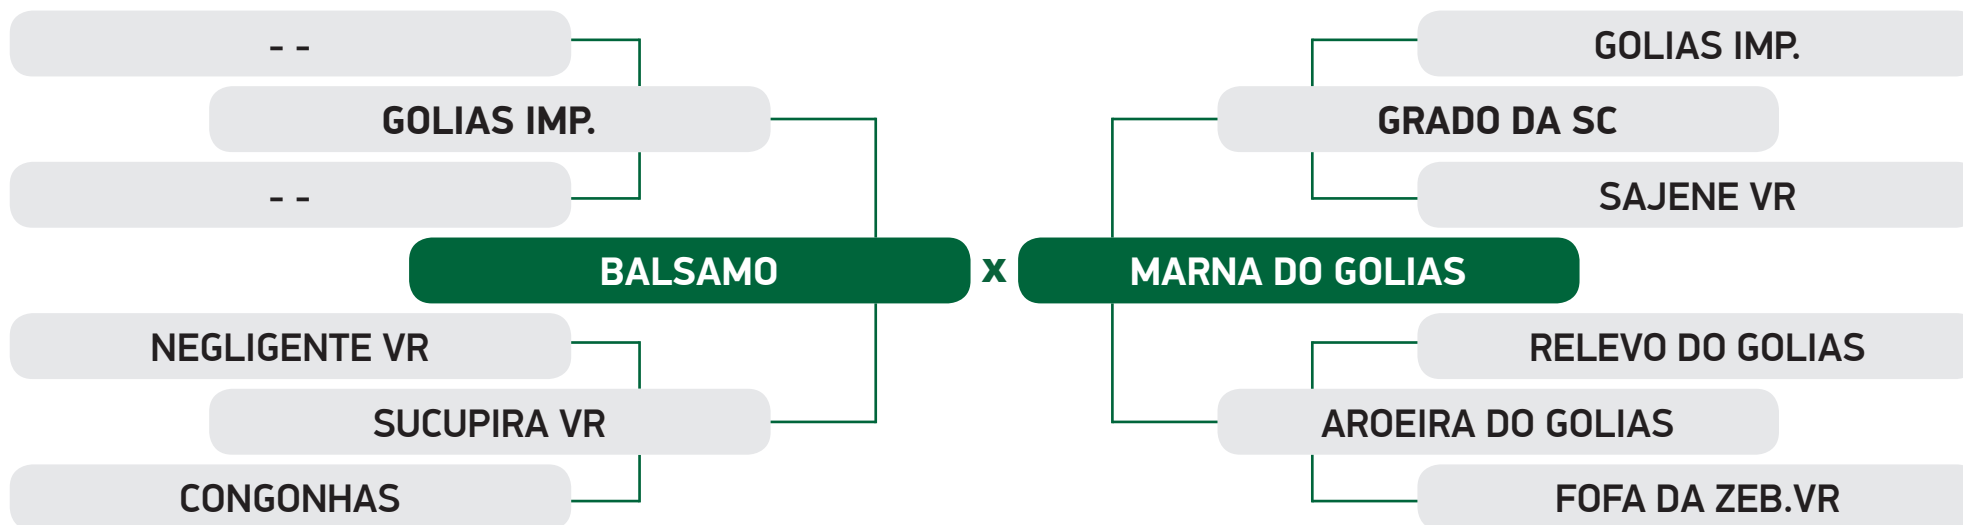 - -
GOLIAS IMP.
GOLIAS IMP.
GRADO DA SC
- -
SAJENE VR
BALSAMO x MARNA DO GOLIAS
NEGLIGENTE VR
RELEVO DO GOLIAS
SUCUPIRA VR
AROEIRA DO GOLIAS
CONGONHAS
FOFA DA ZEB.VR